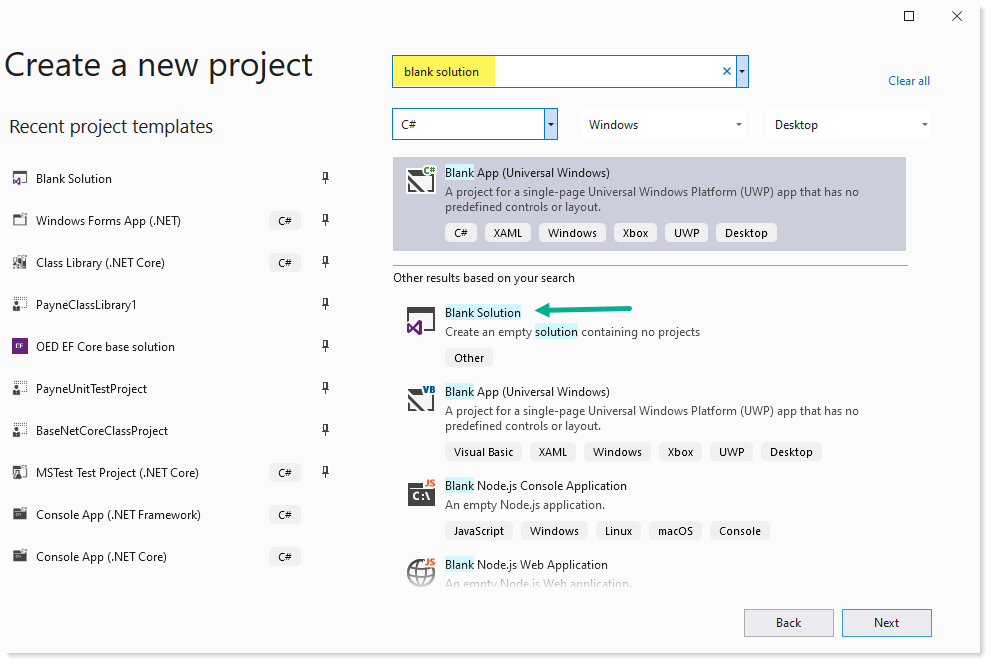 Create a new project
Recent project templates
Blank Solution
Windows Forms App (.NET) C#
Class Library (.NET Core) C#
PayneClassLibrary1
EF OED EF Core base solution
PayneUnitTestProject
BaseNetCoreClassProject
MSTest Test Project (.NET Core) C#
Console App (.NET Framework) C#
Console App (.NET Core) C#
blank solution
Clear all
C# Windows Desktop
C# Blank App (Universal Windows)
A project for a single-page Universal Windows Platform (UWP) app that has no
predefined controls or layout.
C# XAML Windows Xbox UWP Desktop
Other results based on your search
Blank Solution
Create an empty solution containing no projects
Other
VB Blank App (Universal Windows)
A project for a single-page Universal Windows Platform (UWP) app that has no
predefined controls or layout.
Visual Basic XAML Windows Xbox UWP Desktop
JS C:\ Blank Node.js Console Application
An empty Node.js application.
JavaScript Windows Linux macOS Console
JS Blank Node.js Web Application
An empty Node.js Web application.
Back Next